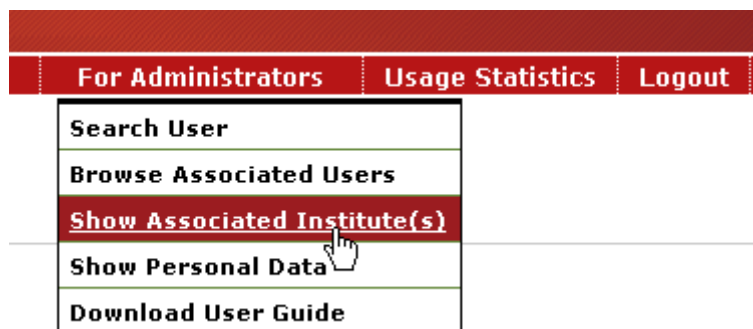 For Administrators Usage Statistics Logout
Search User
Browse Associated Users
Show Associated Institute(s)
Show Personal Data
Download User Guide